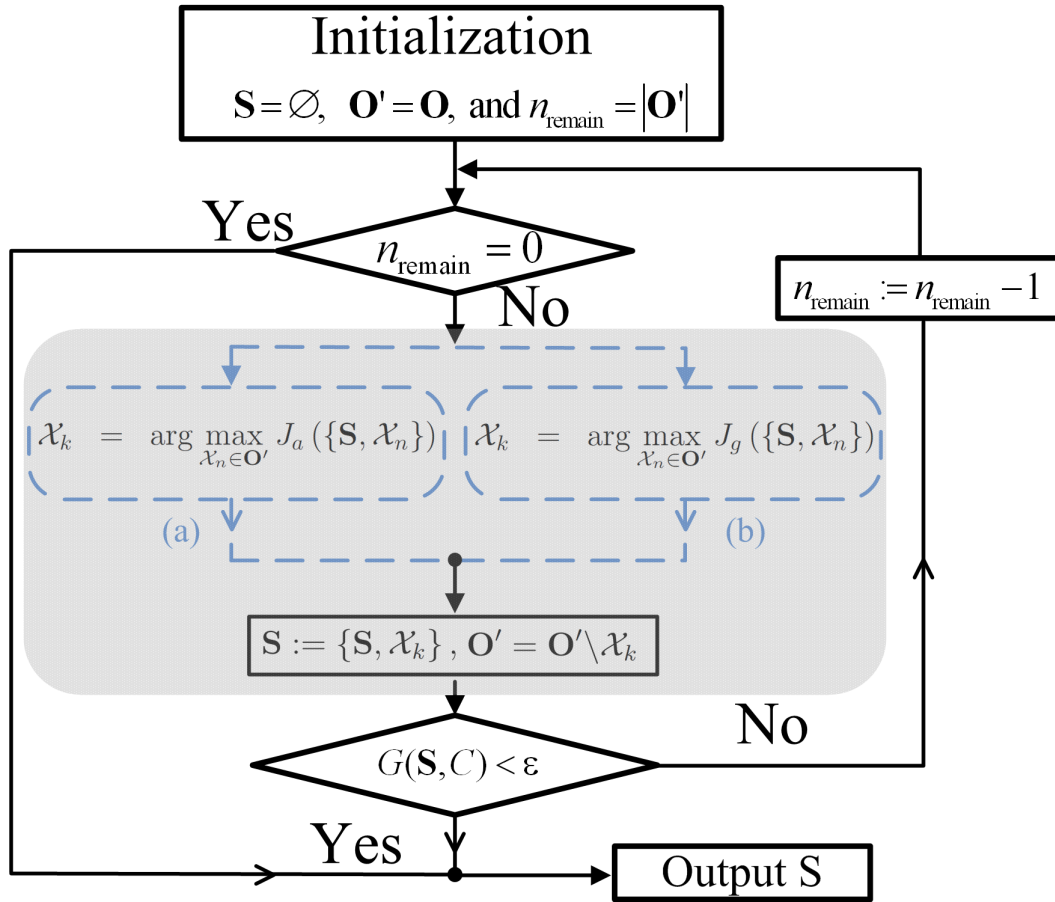 Initialization
S = ∅, O' = O, and n_remain = |O'|
Yes
n_remain = 0
No
n_remain := n_remain − 1
𝒳_k = arg max_{𝒳_n∈O'} J_a ({S, 𝒳_n})
𝒳_k = arg max_{𝒳_n∈O'} J_g ({S, 𝒳_n})
(a)
(b)
S := {S, 𝒳_k} , O' = O'\𝒳_k
No
G(S, C) < ε
Yes
Output S